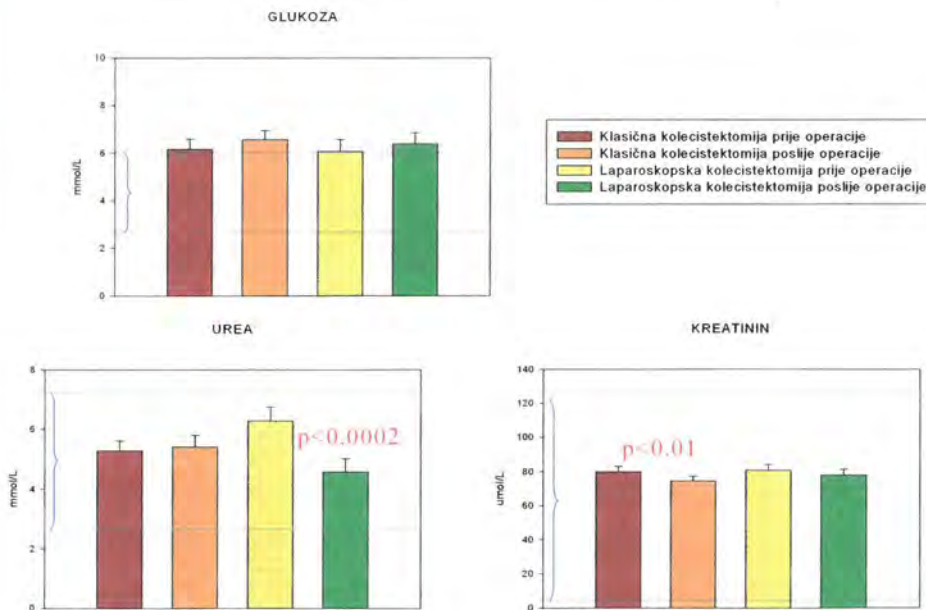 GLUKOZA
10
8
6
4
2
0
mmol/L
Klasična kolecistektomija prije operacije
Klasična kolecistektomija poslije operacije
Laparoskopska kolecistektomija prije operacije
Laparoskopska kolecistektomija poslije operacije
UREA
8
6
4
2
0
mmol/L
p<0.0002
KREATININ
140
120
100
80
60
40
20
0
umol/L
p<0.01